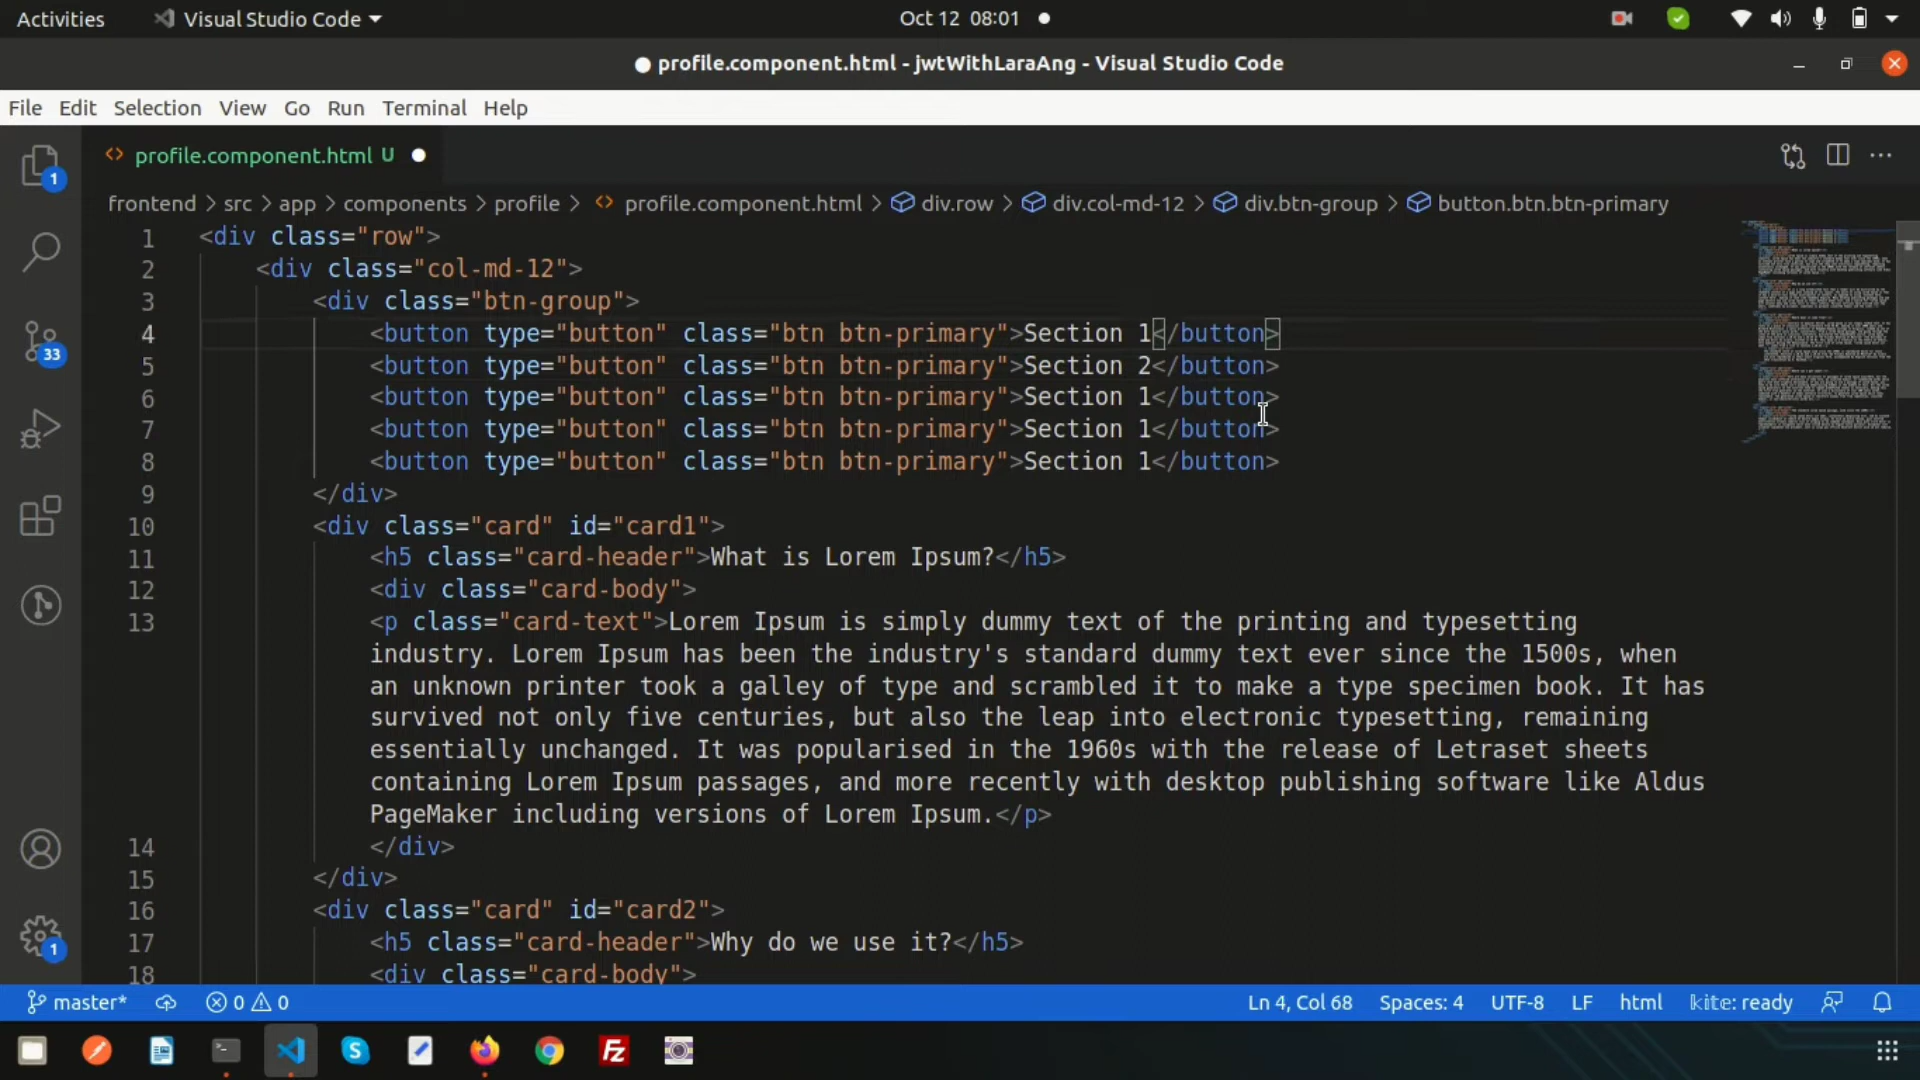 Activities
Visual Studio Code
Oct 12 08:01
profile.component.html - jwtWithLaraAng - Visual Studio Code
File Edit Selection View Go Run Terminal Help
profile.component.html U
frontend > src > app > components > profile > profile.component.html > div.row > div.col-md-12 > div.btn-group > button.btn.btn-primary
1 <div class="row">
2 <div class="col-md-12">
3 <div class="btn-group">
4 <button type="button" class="btn btn-primary">Section 1</button>
5 <button type="button" class="btn btn-primary">Section 2</button>
6 <button type="button" class="btn btn-primary">Section 1</button>
7 <button type="button" class="btn btn-primary">Section 1</button>
8 <button type="button" class="btn btn-primary">Section 1</button>
9 </div>
10 <div class="card" id="card1">
11 <h5 class="card-header">What is Lorem Ipsum?</h5>
12 <div class="card-body">
13 <p class="card-text">Lorem Ipsum is simply dummy text of the printing and typesetting
industry. Lorem Ipsum has been the industry's standard dummy text ever since the 1500s, when
an unknown printer took a galley of type and scrambled it to make a type specimen book. It has
survived not only five centuries, but also the leap into electronic typesetting, remaining
essentially unchanged. It was popularised in the 1960s with the release of Letraset sheets
containing Lorem Ipsum passages, and more recently with desktop publishing software like Aldus
PageMaker including versions of Lorem Ipsum.</p>
14 </div>
15 </div>
16 <div class="card" id="card2">
17 <h5 class="card-header">Why do we use it?</h5>
18 <div class="card-body">
1
33
1
master* 0 0
Ln 4, Col 68 Spaces: 4 UTF-8 LF html kite: ready